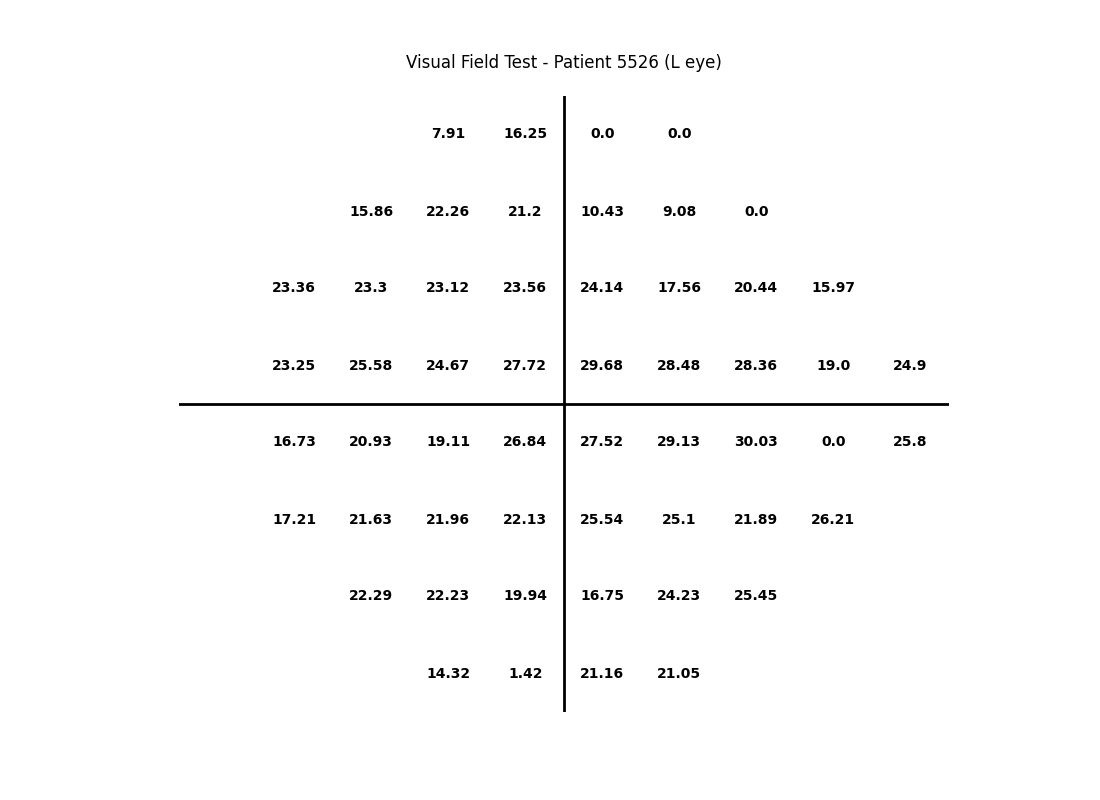 Visual Field Test - Patient 5526 (L eye)
7.91 16.25 0.0 0.0
15.86 22.26 21.2 10.43 9.08 0.0
23.36 23.3 23.12 23.56 24.14 17.56 20.44 15.97
23.25 25.58 24.67 27.72 29.68 28.48 28.36 19.0 24.9
16.73 20.93 19.11 26.84 27.52 29.13 30.03 0.0 25.8
17.21 21.63 21.96 22.13 25.54 25.1 21.89 26.21
22.29 22.23 19.94 16.75 24.23 25.45
14.32 1.42 21.16 21.05